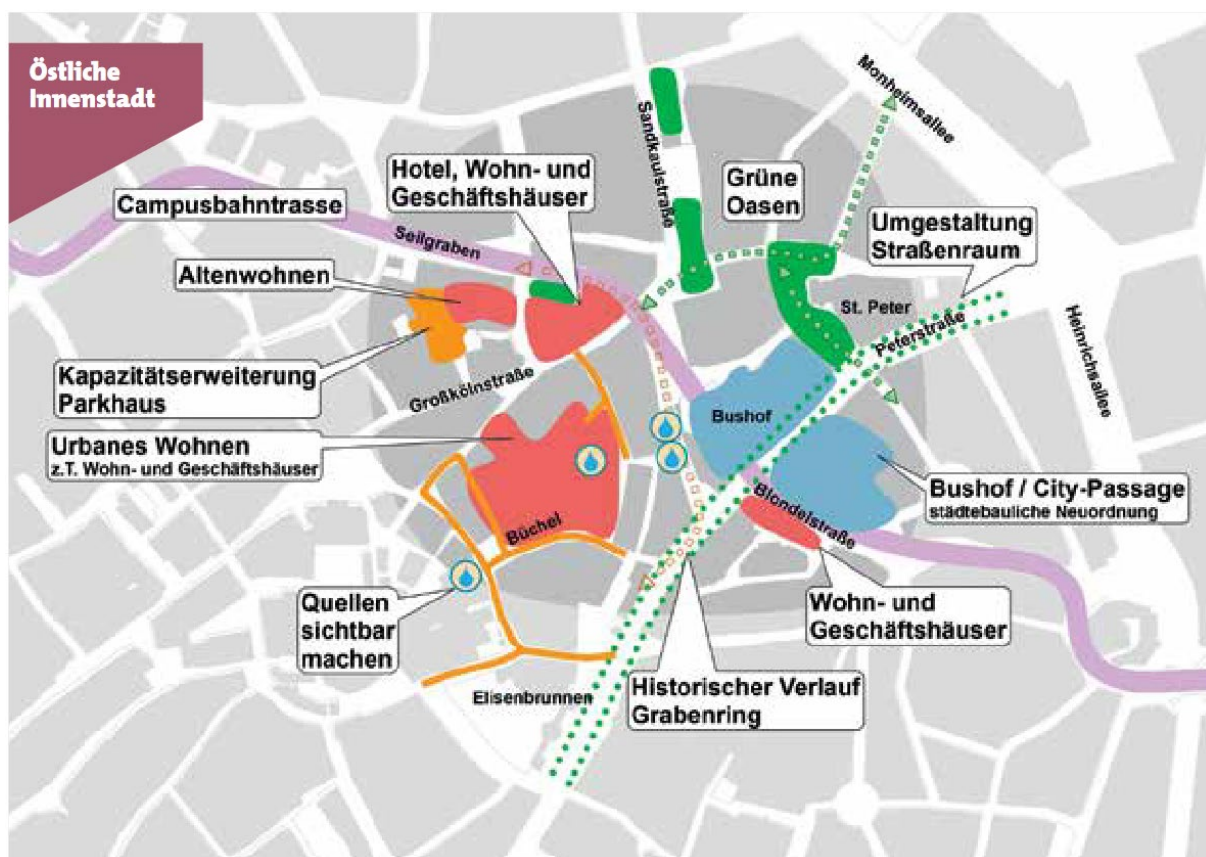 Östliche
Innenstadt
Monheimsallee
Sandkaulstraße
Hotel, Wohn- und
Geschäftshäuser
Grüne
Oasen
Campusbahntrasse
Umgestaltung
Straßenraum
Seilgraben
Altenwohnen
St. Peter
Peterstraße
Heinrichsallee
Kapazitätserweiterung
Parkhaus
Großkölnstraße
Bushof
Urbanes Wohnen
z.T. Wohn- und Geschäftshäuser
Bushof / City-Passage
städtebauliche Neuordnung
Blondelstraße
Büchel
Quellen
sichtbar
machen
Wohn- und
Geschäftshäuser
Historischer Verlauf
Grabenring
Elisenbrunnen